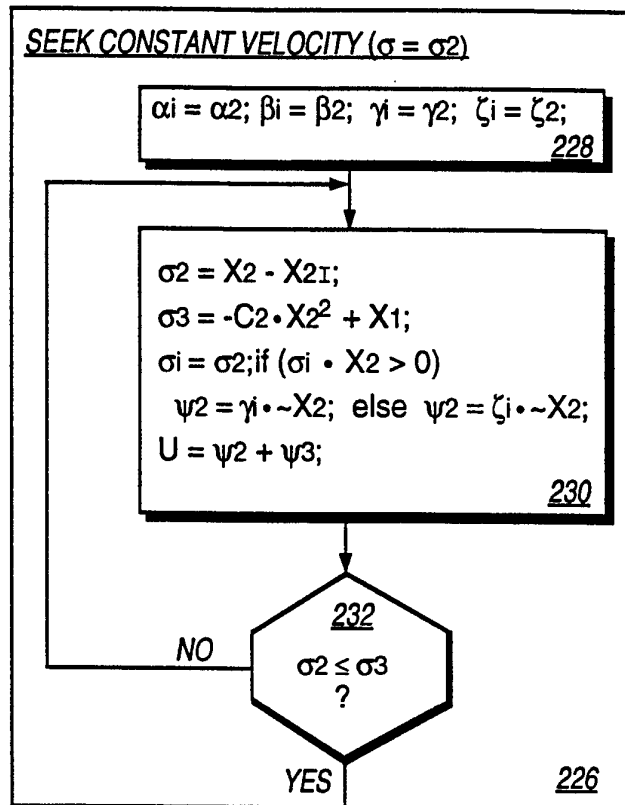 SEEK CONSTANT VELOCITY (σ = σ2)
αi = α2; βi = β2; γi = γ2; ζi = ζ2;
228
σ2 = X2 - X2I;
σ3 = -C2•X2² + X1;
σi = σ2;if (σi • X2 > 0)
ψ2 = γi•~X2; else ψ2 = ζi•~X2;
U = ψ2 + ψ3;
230
232
NO
σ2 ≤ σ3
?
YES
226